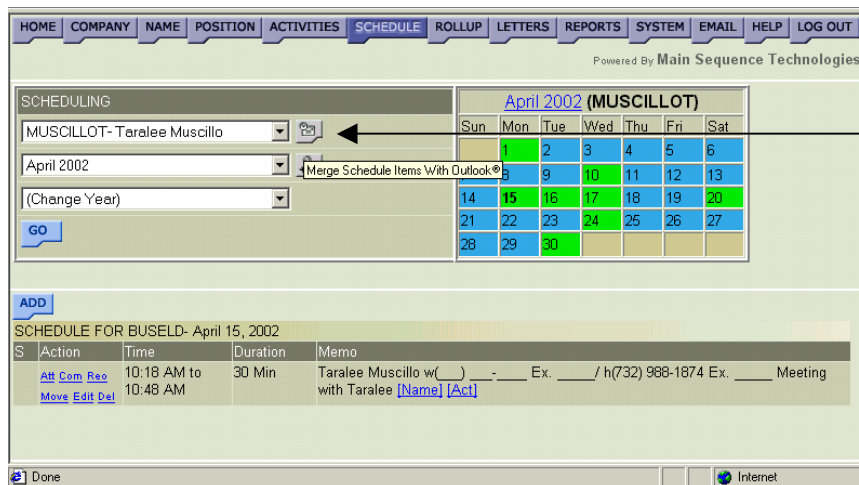 HOME COMPANY NAME POSITION ACTIVITIES SCHEDULE ROLLUP LETTERS REPORTS SYSTEM EMAIL HELP LOG OUT
Powered By Main Sequence Technologies
SCHEDULING
MUSCILLOT- Taralee Muscillo
April 2002
Merge Schedule Items With Outlook®
(Change Year)
GO
April 2002 (MUSCILLOT)
Sun Mon Tue Wed Thu Fri Sat
1 2 3 4 5 6
8 9 10 11 12 13
14 15 16 17 18 19 20
21 22 23 24 25 26 27
28 29 30
ADD
SCHEDULE FOR BUSELD- April 15, 2002
S Action Time Duration Memo
Att Com Reo 10:18 AM to 30 Min Taralee Muscillo w(___) ___-____ Ex. _____/ h(732) 988-1874 Ex. _____ Meeting
Move Edit Del 10:48 AM with Taralee [Name] [Act]
Done Internet